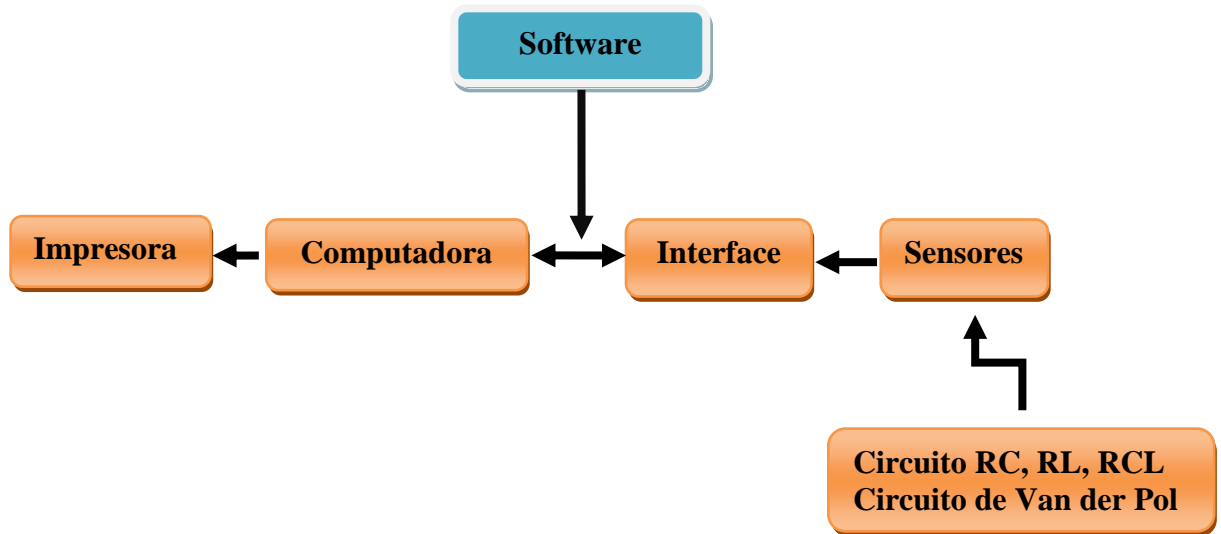 Software
Impresora
Computadora
Interface
Sensores
Circuito RC, RL, RCL
Circuito de Van der Pol